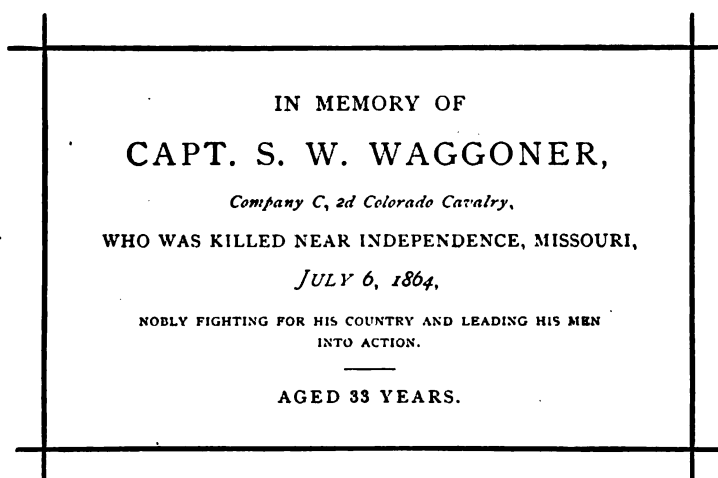 IN MEMORY OF
CAPT. S. W. WAGGONER,
Company C, 2d Colorado Cavalry,
WHO WAS KILLED NEAR INDEPENDENCE, MISSOURI,
JULY 6, 1864,
NOBLY FIGHTING FOR HIS COUNTRY AND LEADING HIS MEN
INTO ACTION.
AGED 33 YEARS.